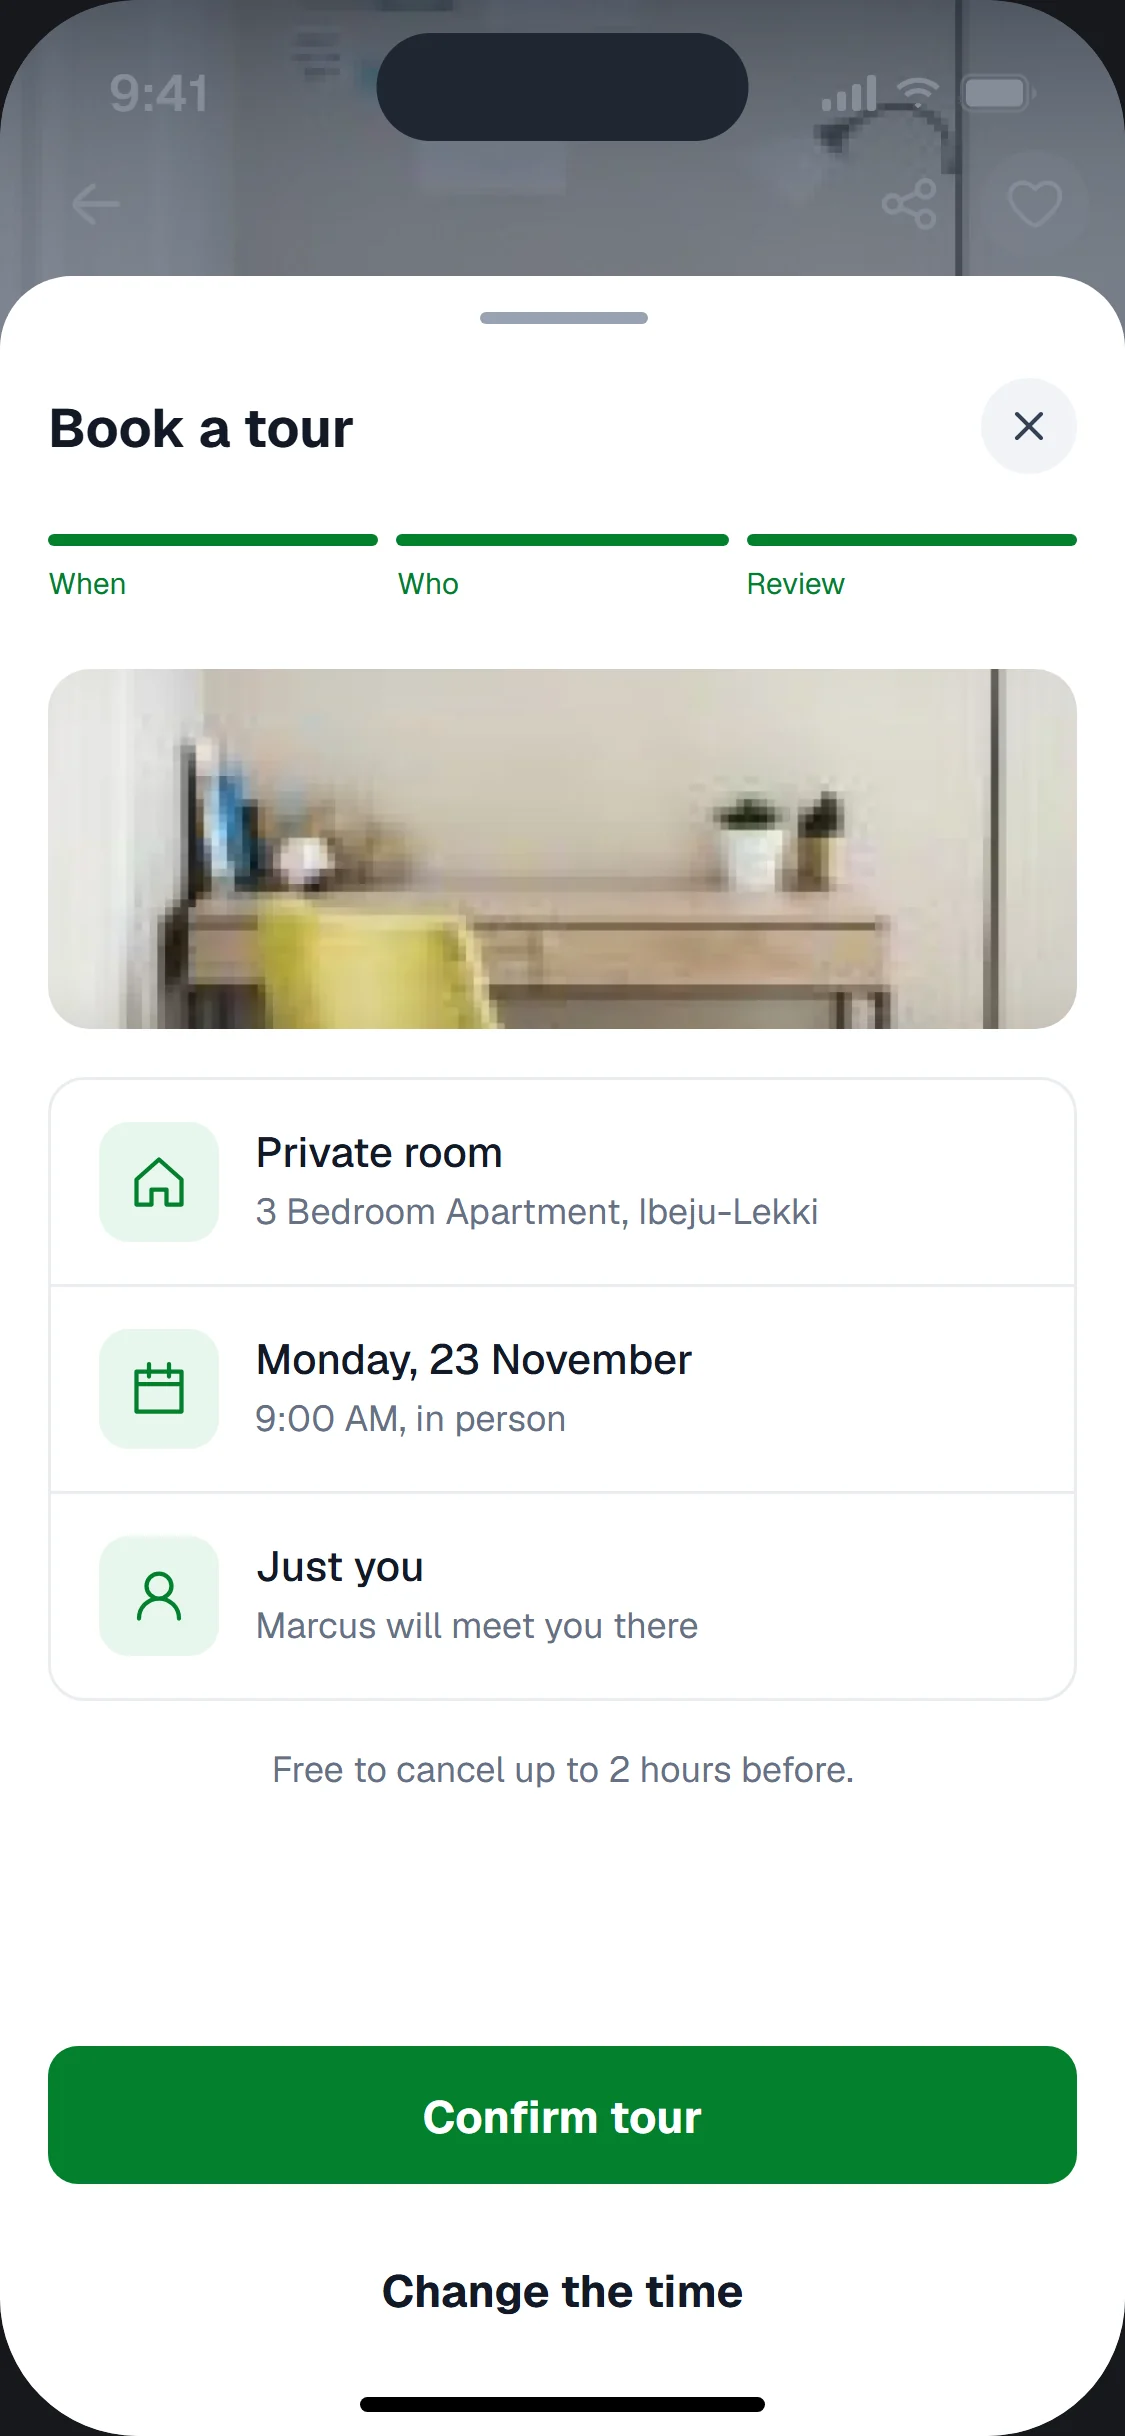 9:41
Book a tour
When
Who
Review
Private room
3 Bedroom Apartment, Ibeju-Lekki
Monday, 23 November
9:00 AM, in person
Just you
Marcus will meet you there
Free to cancel up to 2 hours before.
Confirm tour
Change the time